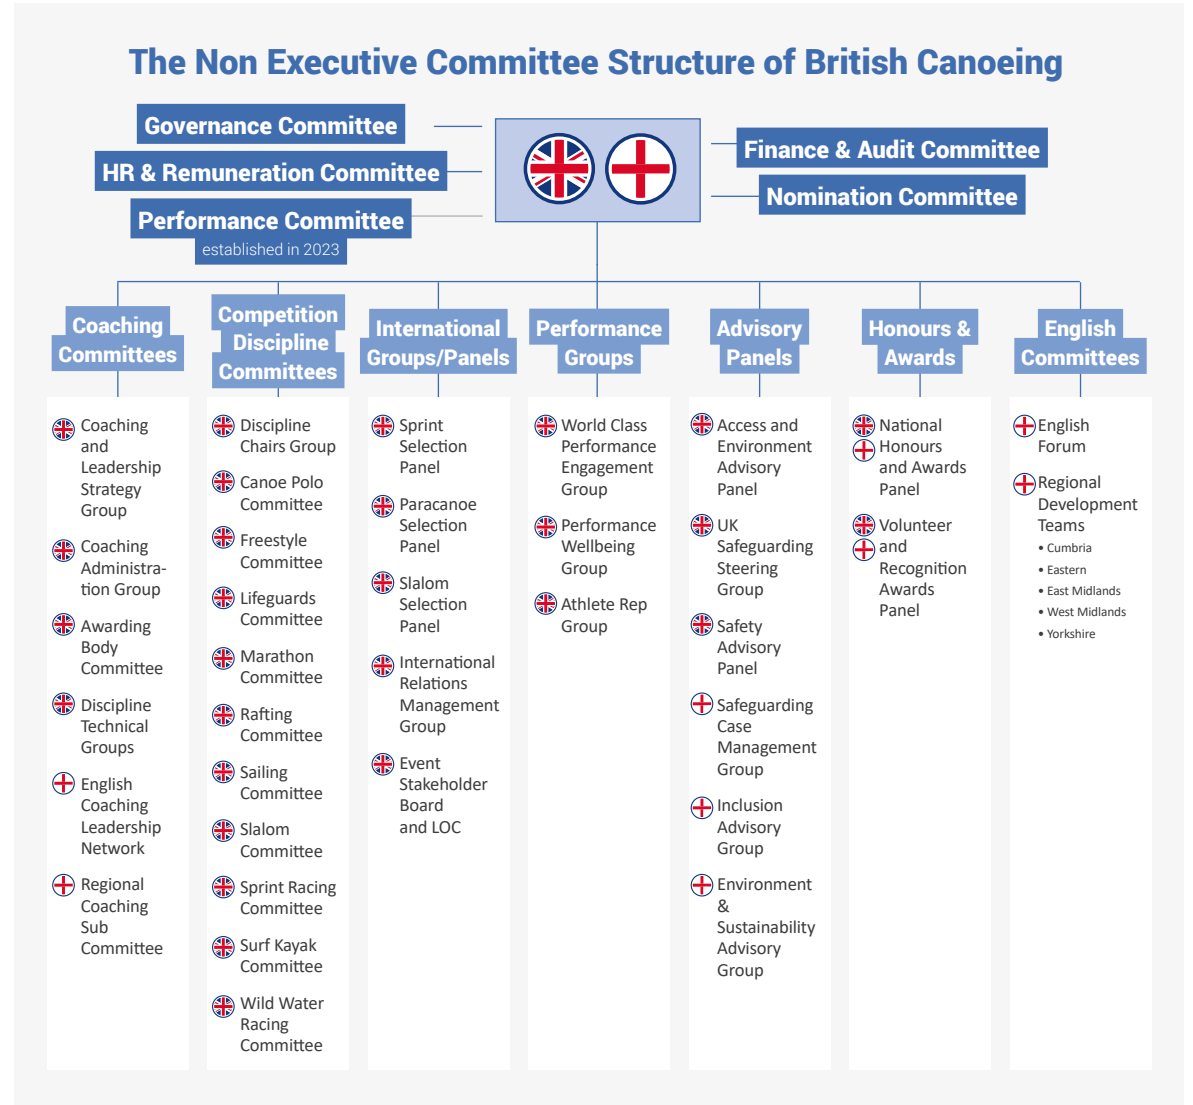 The Non Executive Committee Structure of British Canoeing
Governance Committee
HR & Remuneration Committee
Performance Committee
established in 2023
Finance & Audit Committee
Nomination Committee
Coaching
Committees
Coaching
and
Leadership
Strategy
Group
Coaching
Administra-
tion Group
Awarding
Body
Committee
Discipline
Technical
Groups
English
Coaching
Leadership
Network
Regional
Coaching
Sub
Committee
Competition
Discipline
Committees
Discipline
Chairs Group
Canoe Polo
Committee
Freestyle
Committee
Lifeguards
Committee
Marathon
Committee
Rafting
Committee
Sailing
Committee
Slalom
Committee
Sprint Racing
Committee
Surf Kayak
Committee
Wild Water
Racing
Committee
International
Groups/Panels
Sprint
Selection
Panel
Paracanoe
Selection
Panel
Slalom
Selection
Panel
International
Relations
Management
Group
Event
Stakeholder
Board
and LOC
Performance
Groups
World Class
Performance
Engagement
Group
Performance
Wellbeing
Group
Athlete Rep
Group
Advisory
Panels
Access and
Environment
Advisory
Panel
UK
Safeguarding
Steering
Group
Safety
Advisory
Panel
Safeguarding
Case
Management
Group
Inclusion
Advisory
Group
Environment
&
Sustainability
Advisory
Group
Honours &
Awards
National
Honours
and Awards
Panel
Volunteer
and
Recognition
Awards
Panel
English
Committees
English
Forum
Regional
Development
Teams
• Cumbria
• Eastern
• East Midlands
• West Midlands
• Yorkshire